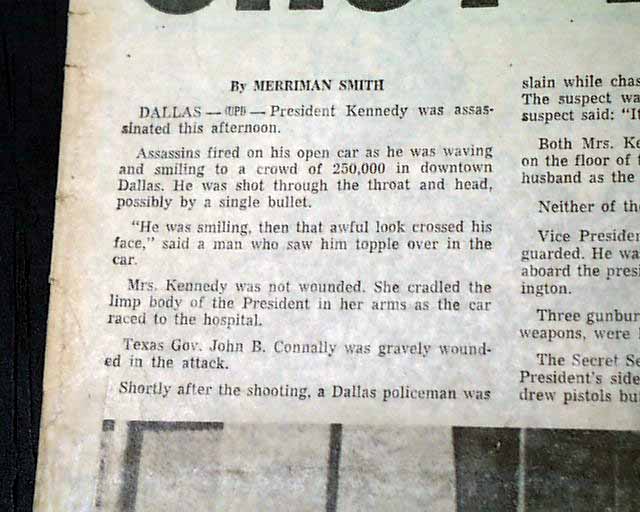 By MERRIMAN SMITH
DALLAS — (UPI) — President Kennedy was assas-
sinated this afternoon.
Assassins fired on his open car as he was waving
and smiling to a crowd of 250,000 in downtown
Dallas. He was shot through the throat and head,
possibly by a single bullet.
"He was smiling, then that awful look crossed his
face," said a man who saw him topple over in the
car.
Mrs. Kennedy was not wounded. She cradled the
limp body of the President in her arms as the car
raced to the hospital.
Texas Gov. John B. Connally was gravely wound-
ed in the attack.
Shortly after the shooting, a Dallas policeman was
slain while chas
The suspect wa
suspect said: "It
Both Mrs. Ke
on the floor of t
husband as the
Neither of the
Vice Presiden
guarded. He wa
aboard the presi
ington.
Three gunbur
weapons, were
The Secret Se
President's side
drew pistols bu